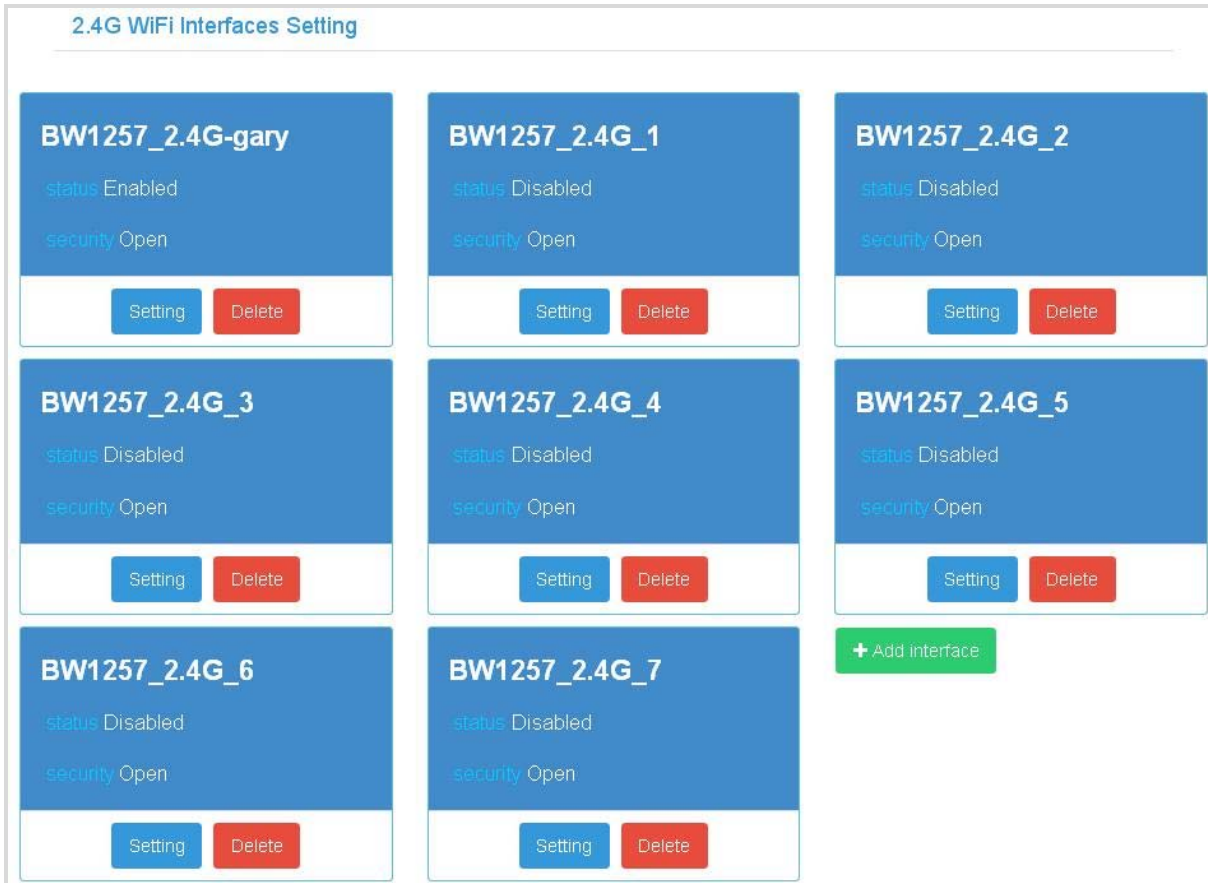 2.4G WiFi Interfaces Setting
BW1257_2.4G-gary
status Enabled
security Open
Setting Delete
BW1257_2.4G_1
status Disabled
security Open
Setting Delete
BW1257_2.4G_2
status Disabled
security Open
Setting Delete
BW1257_2.4G_3
status Disabled
security Open
Setting Delete
BW1257_2.4G_4
status Disabled
security Open
Setting Delete
BW1257_2.4G_5
status Disabled
security Open
Setting Delete
BW1257_2.4G_6
status Disabled
security Open
Setting Delete
BW1257_2.4G_7
status Disabled
security Open
Setting Delete
+ Add interface